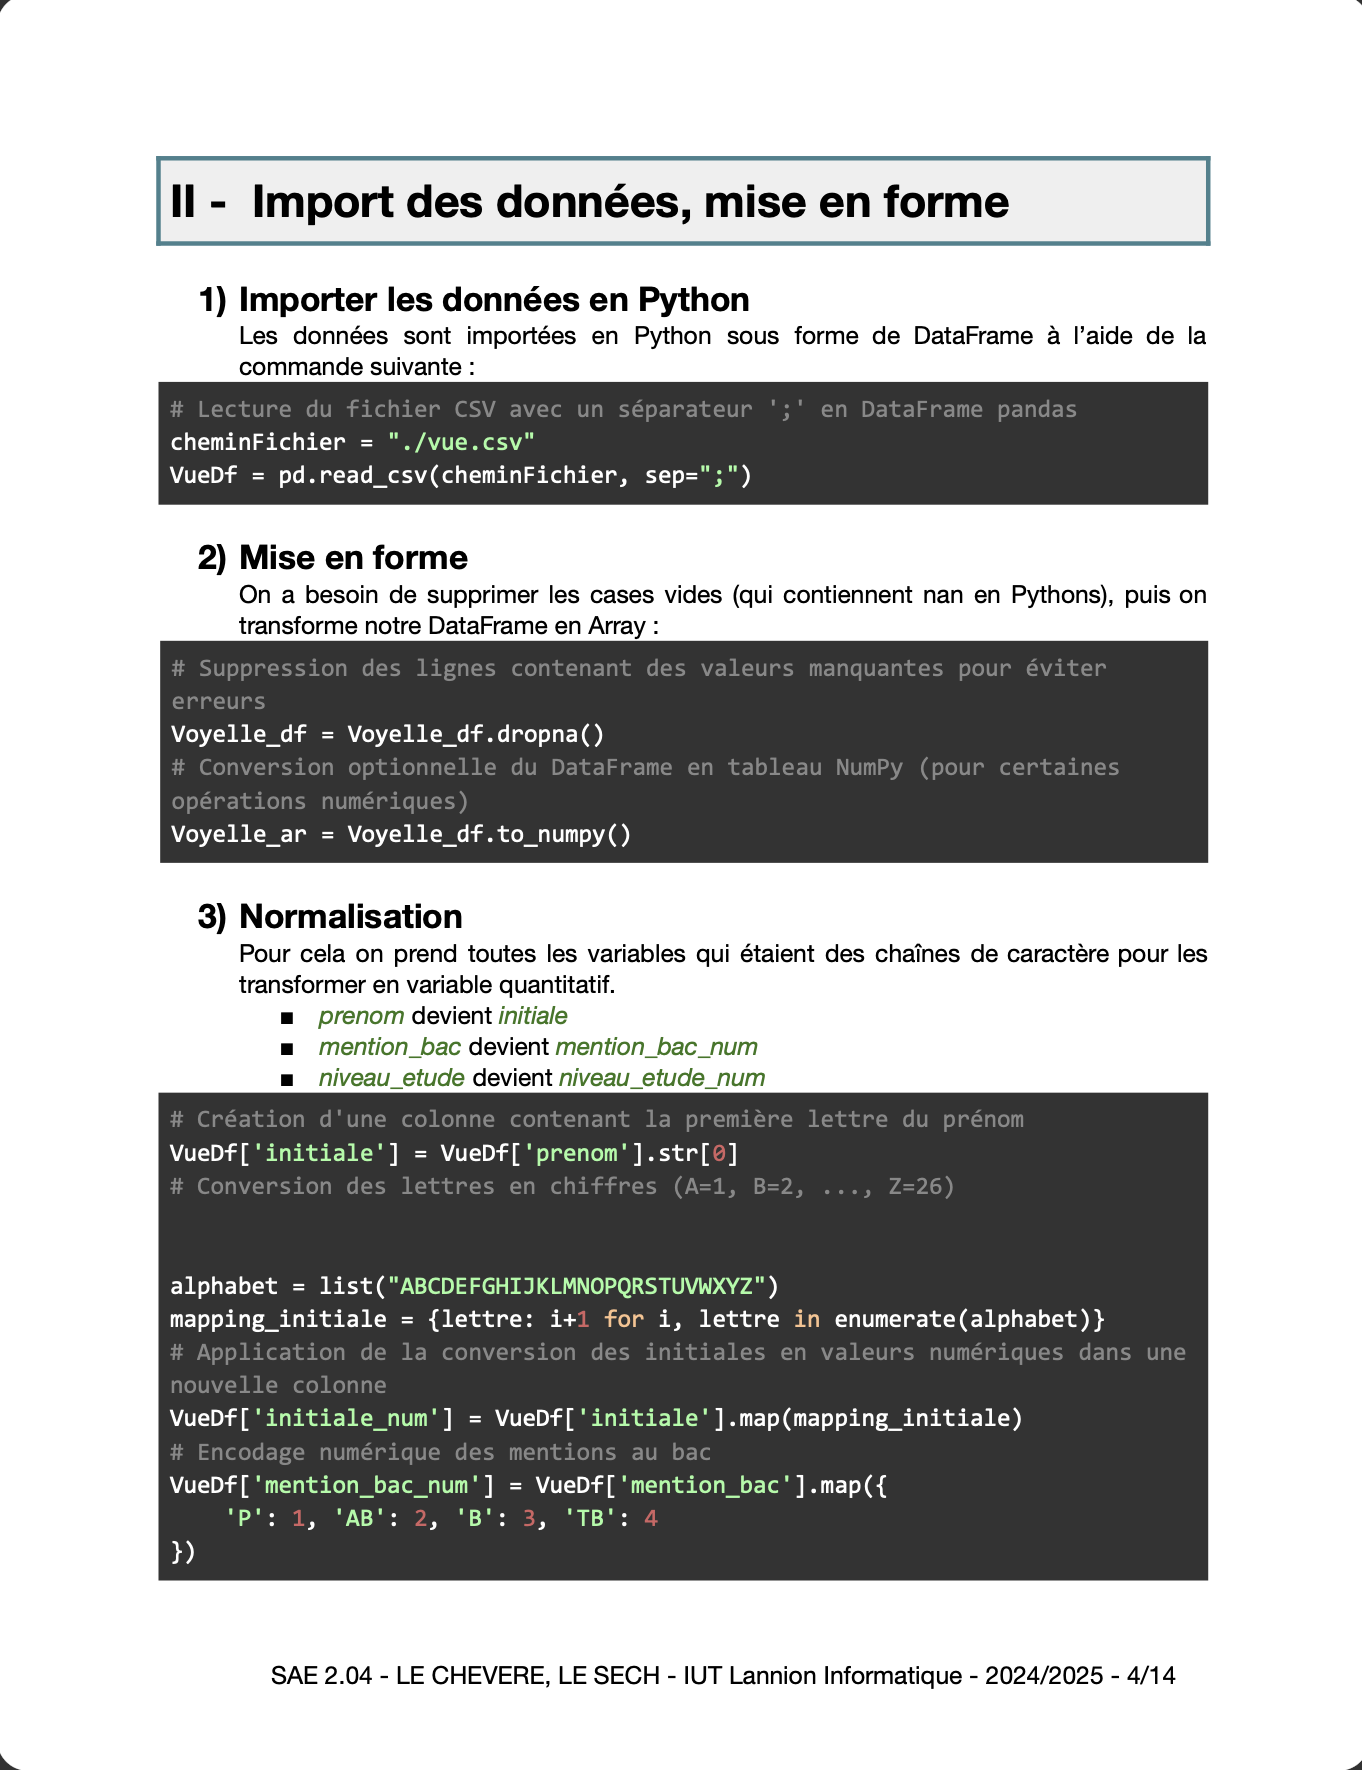 II - Import des données, mise en forme
1) Importer les données en Python
Les données sont importées en Python sous forme de DataFrame à l’aide de la
commande suivante :
# Lecture du fichier CSV avec un séparateur ';' en DataFrame pandas
cheminFichier = "./vue.csv"
VueDf = pd.read_csv(cheminFichier, sep=";")
2) Mise en forme
On a besoin de supprimer les cases vides (qui contiennent nan en Pythons), puis on
transforme notre DataFrame en Array :
# Suppression des lignes contenant des valeurs manquantes pour éviter
erreurs
Voyelle_df = Voyelle_df.dropna()
# Conversion optionnelle du DataFrame en tableau NumPy (pour certaines
opérations numériques)
Voyelle_ar = Voyelle_df.to_numpy()
3) Normalisation
Pour cela on prend toutes les variables qui étaient des chaînes de caractère pour les
transformer en variable quantitatif.
■ prenom devient initiale
■ mention_bac devient mention_bac_num
■ niveau_etude devient niveau_etude_num
# Création d'une colonne contenant la première lettre du prénom
VueDf['initiale'] = VueDf['prenom'].str[0]
# Conversion des lettres en chiffres (A=1, B=2, ..., Z=26)
alphabet = list("ABCDEFGHIJKLMNOPQRSTUVWXYZ")
mapping_initiale = {lettre: i+1 for i, lettre in enumerate(alphabet)}
# Application de la conversion des initiales en valeurs numériques dans une
nouvelle colonne
VueDf['initiale_num'] = VueDf['initiale'].map(mapping_initiale)
# Encodage numérique des mentions au bac
VueDf['mention_bac_num'] = VueDf['mention_bac'].map({
    'P': 1, 'AB': 2, 'B': 3, 'TB': 4
})
SAE 2.04 - LE CHEVERE, LE SECH - IUT Lannion Informatique - 2024/2025 - 4/14